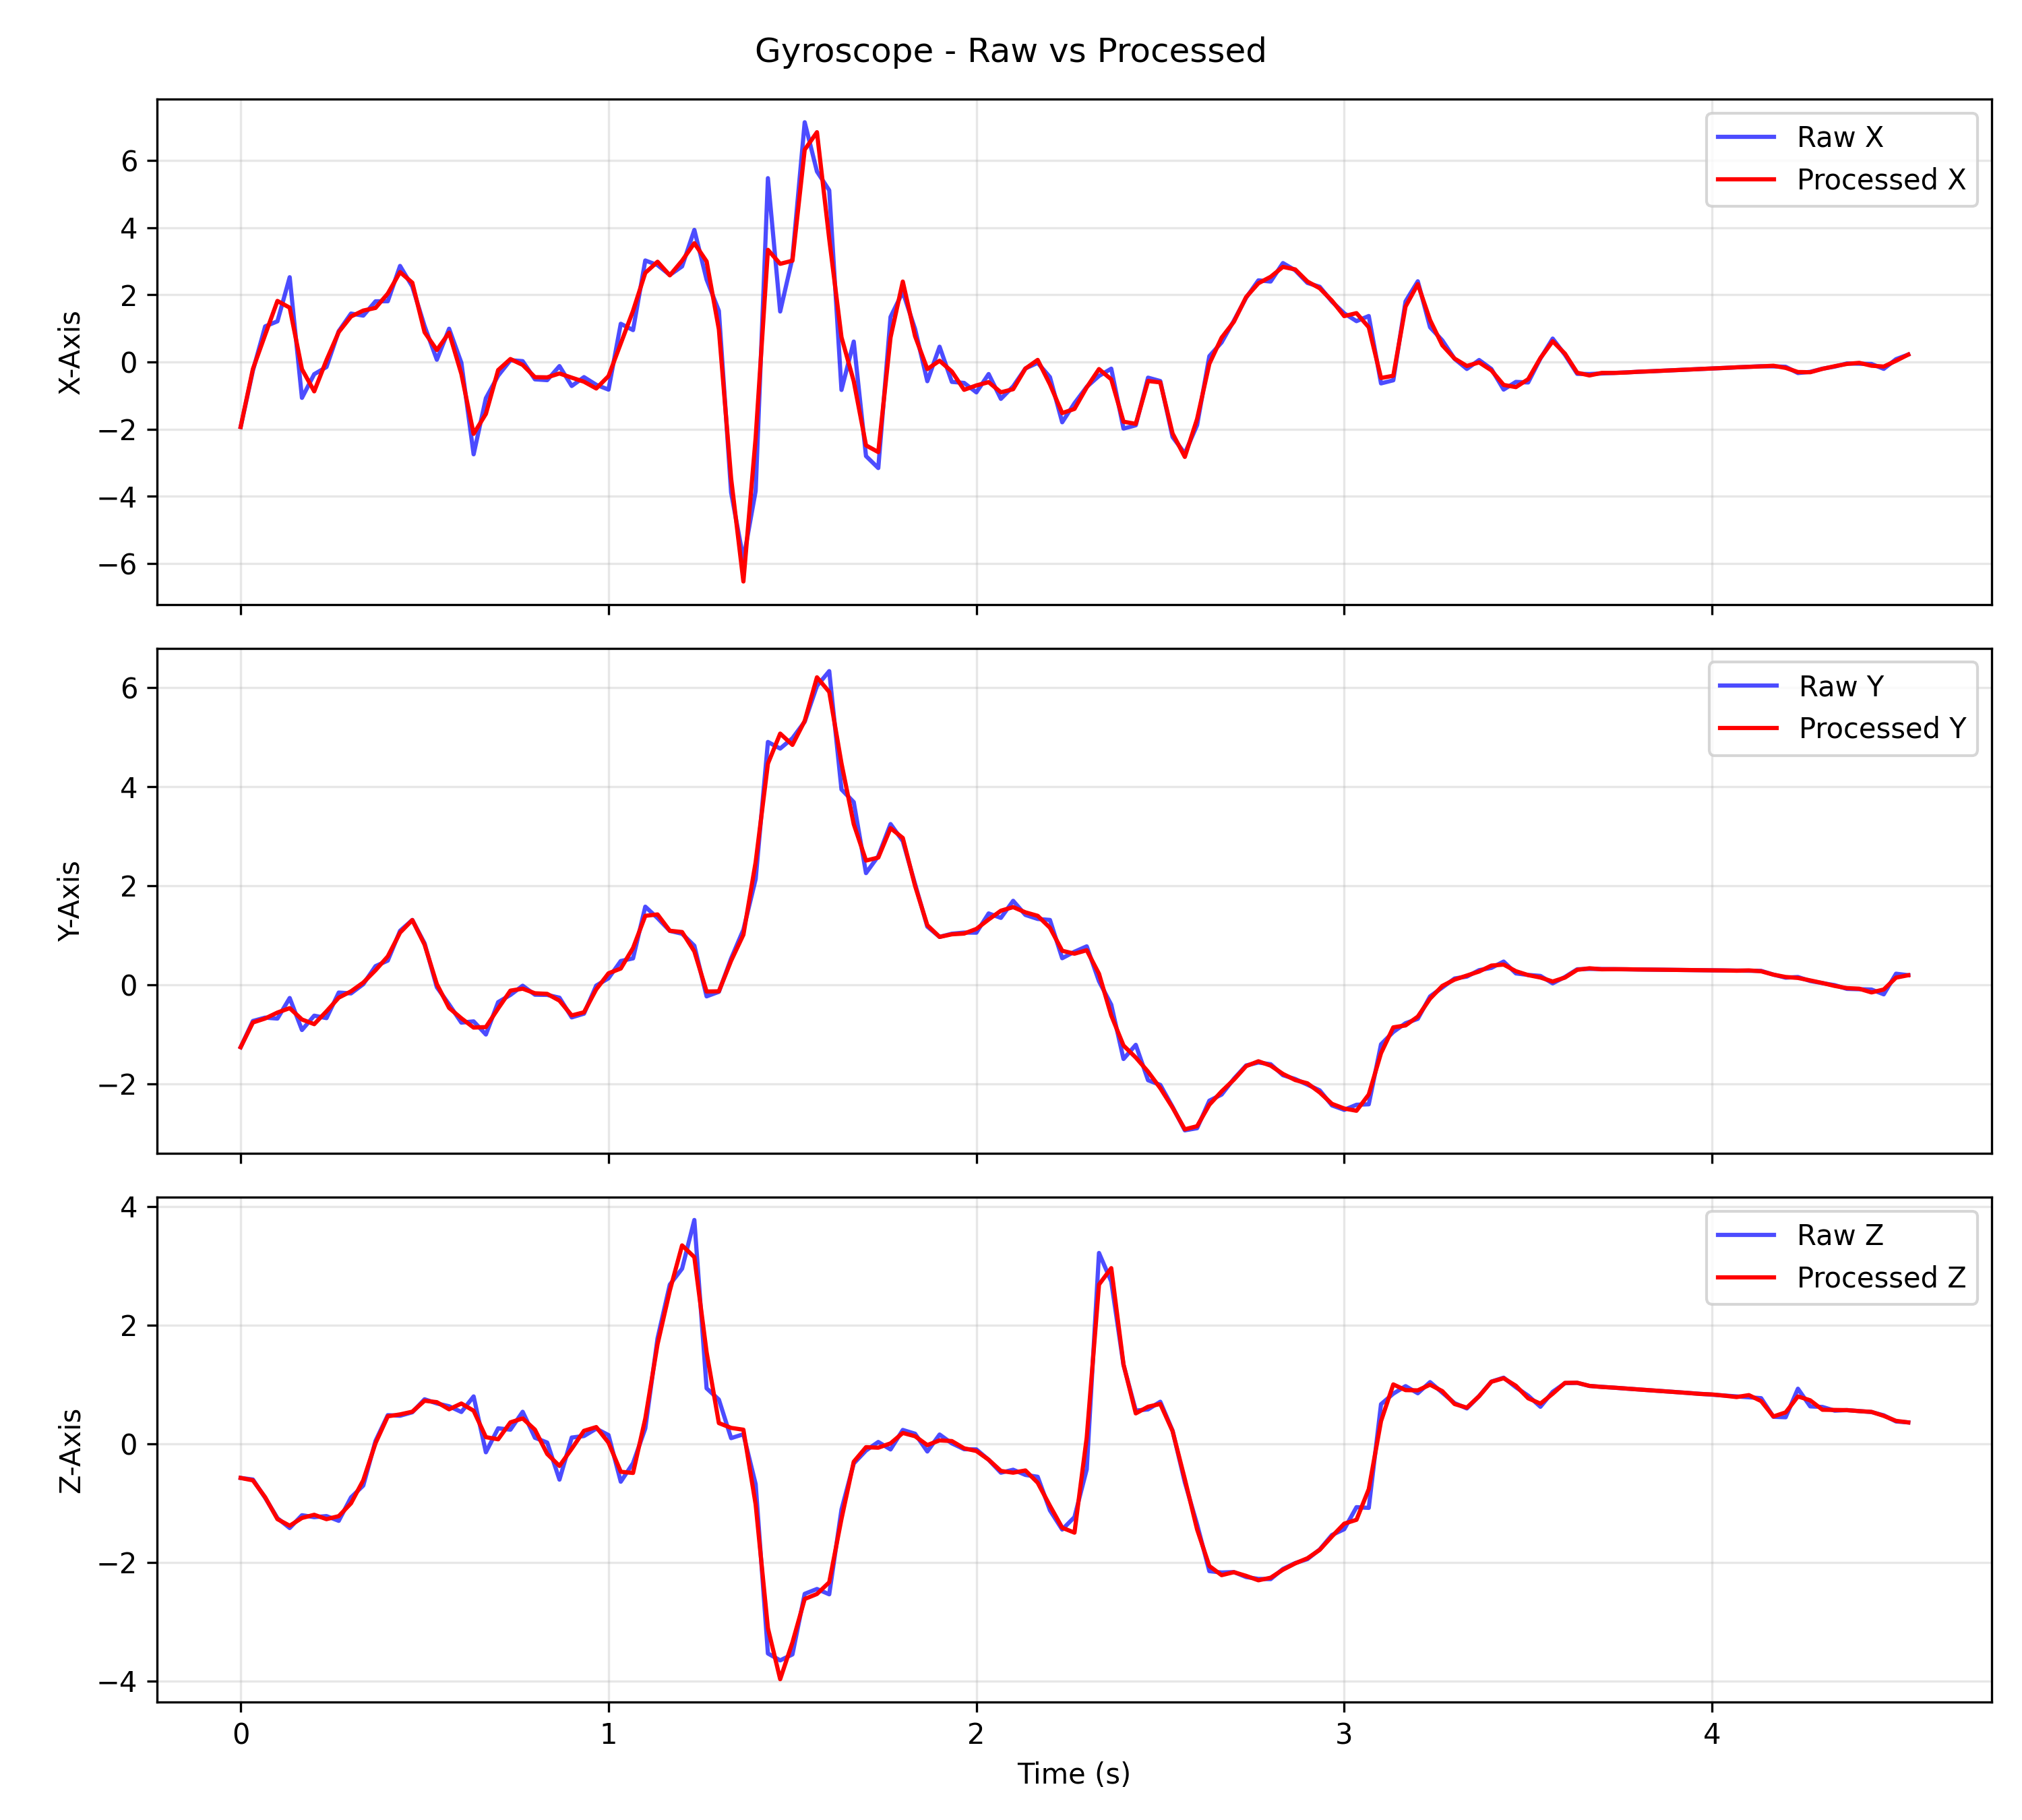 Gyroscope - Raw vs Processed
X-Axis
6
4
2
0
−2
−4
−6
Raw X
Processed X
Y-Axis
6
4
2
0
−2
Raw Y
Processed Y
Z-Axis
4
2
0
−2
−4
Raw Z
Processed Z
0 1 2 3 4
Time (s)